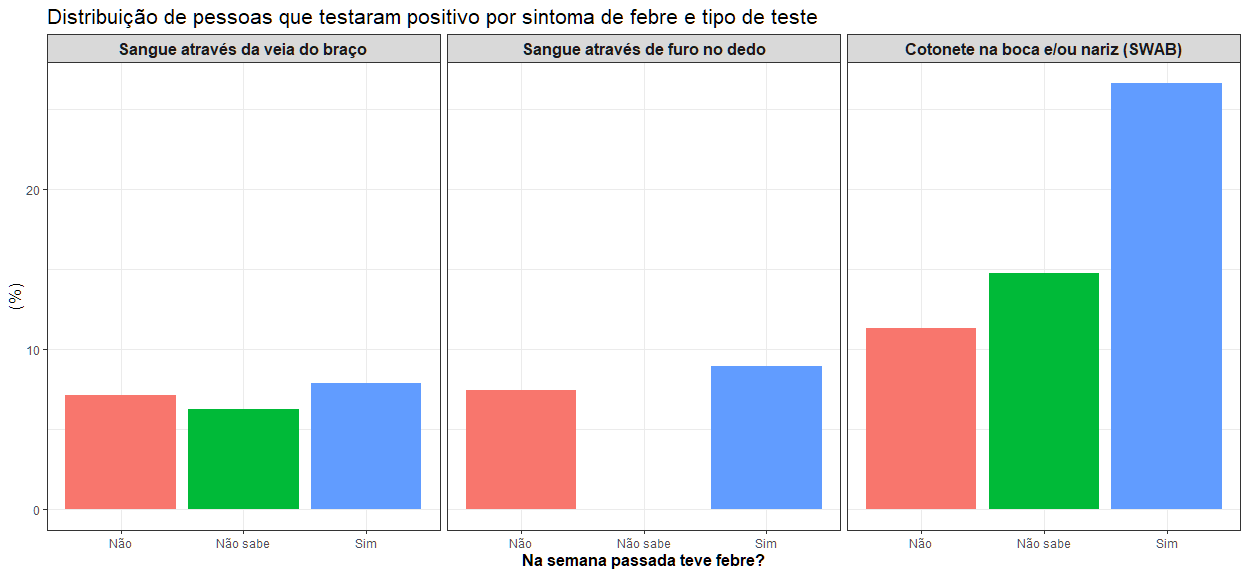 Distribuição de pessoas que testaram positivo por sintoma de febre e tipo de teste
Sangue através da veia do braço
Sangue através de furo no dedo
Cotonete na boca e/ou nariz (SWAB)
(%)
20
10
0
Não Não sabe Sim
Não Não sabe Sim
Não Não sabe Sim
Na semana passada teve febre?